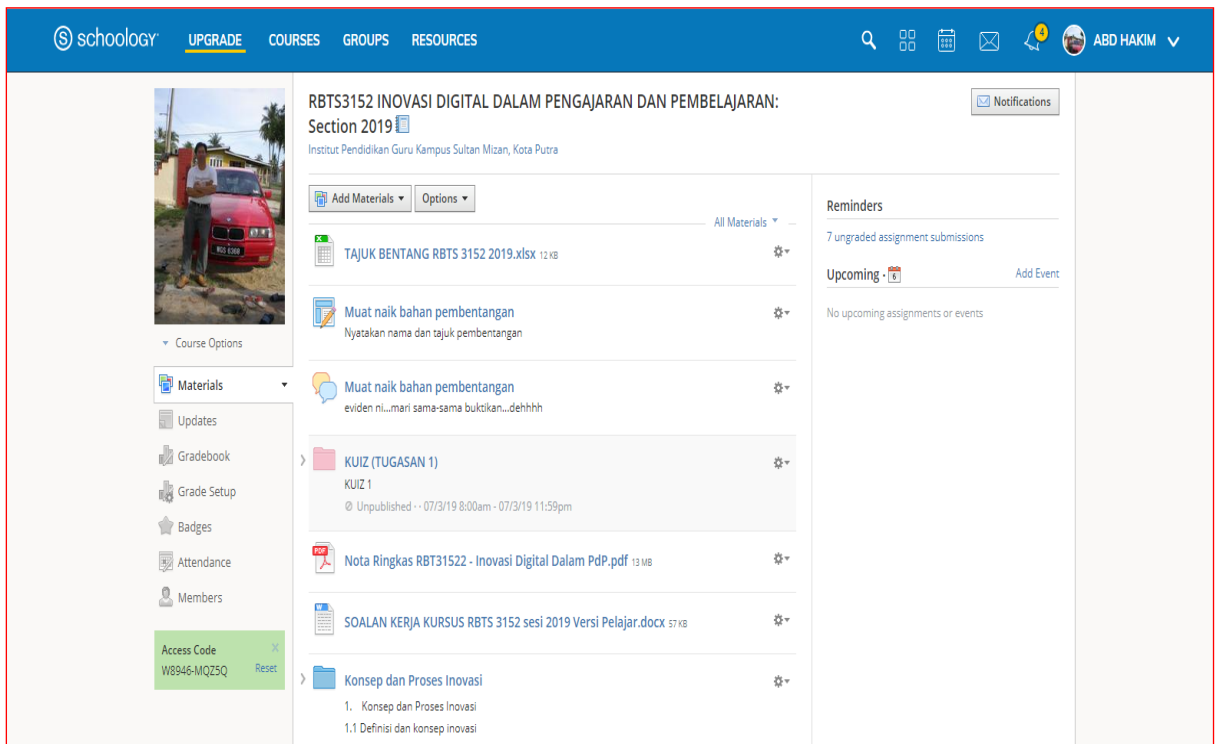 schoology UPGRADE COURSES GROUPS RESOURCES 4 ABD HAKIM
RBTS3152 INOVASI DIGITAL DALAM PENGAJARAN DAN PEMBELAJARAN:
Section 2019
Institut Pendidikan Guru Kampus Sultan Mizan, Kota Putra
Notifications
Course Options
Materials
Updates
Gradebook
Grade Setup
Badges
Attendance
Members
Access Code
W8946-MQZ5Q Reset
Add Materials Options
All Materials
TAJUK BENTANG RBTS 3152 2019.xlsx 12 KB
Muat naik bahan pembentangan
Nyatakan nama dan tajuk pembentangan
Muat naik bahan pembentangan
eviden ni...mari sama-sama buktikan...dehhhh
KUIZ (TUGASAN 1)
KUIZ 1
Unpublished · · 07/3/19 8:00am - 07/3/19 11:59pm
PDF
Nota Ringkas RBT31522 - Inovasi Digital Dalam PdP.pdf 13 MB
SOALAN KERJA KURSUS RBTS 3152 sesi 2019 Versi Pelajar.docx 57 KB
Konsep dan Proses Inovasi
1. Konsep dan Proses Inovasi
1.1 Definisi dan konsep inovasi
Reminders
7 ungraded assignment submissions
Upcoming · 6 Add Event
No upcoming assignments or events